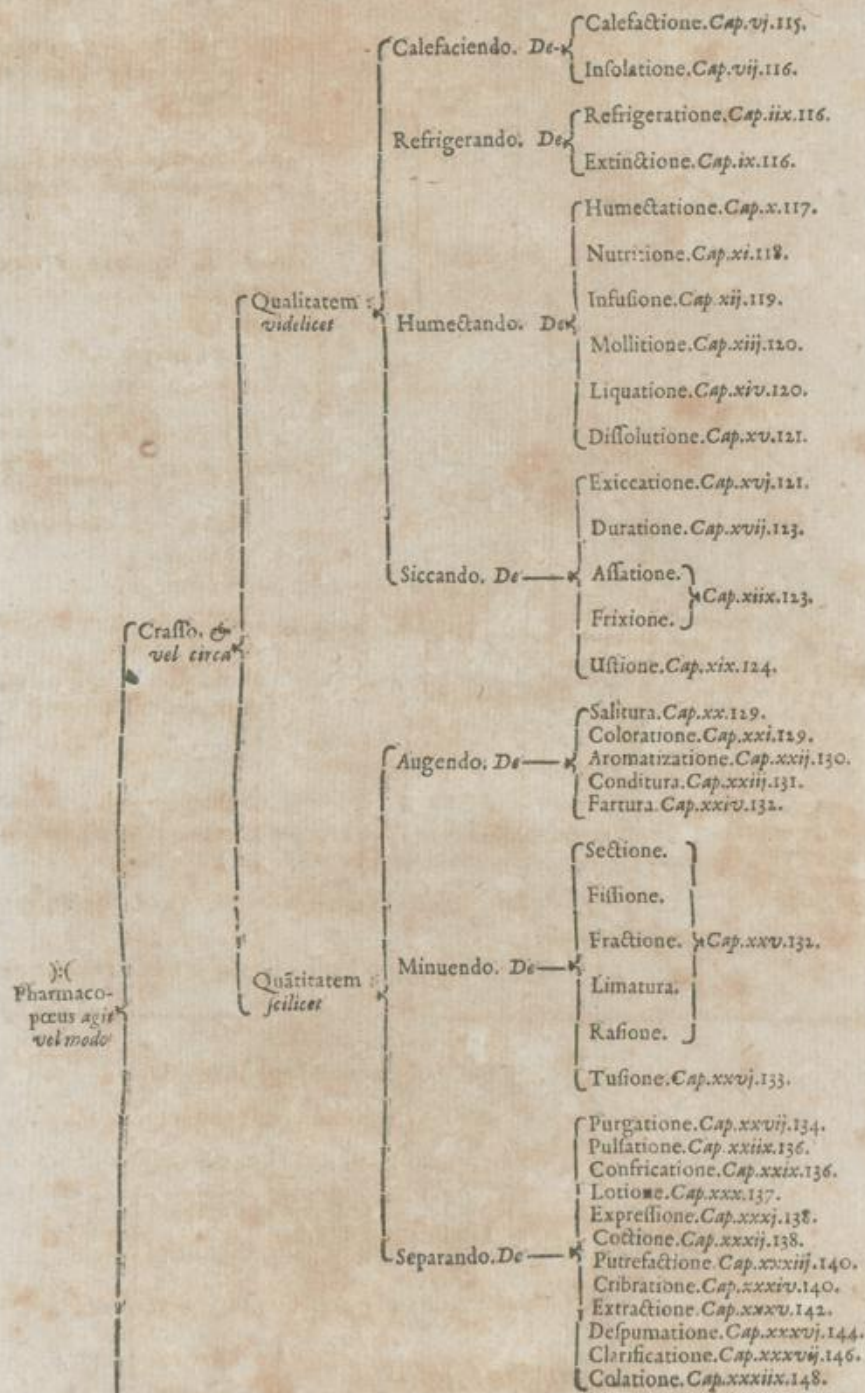 Calefaciendo. De
Calefactione. Cap. vj. 115.
Inſolatione. Cap. vij. 116.
Refrigerando. De
Refrigeratione. Cap. iix. 116.
Extinctione. Cap. ix. 116.
Qualitatem :
videlicet
Humectando. De
Humectatione. Cap. x. 117.
Nutritione. Cap. xi. 118.
Infuſione. Cap. xij. 119.
Mollitione. Cap. xiij. 120.
Liquatione. Cap. xiv. 120.
Diſſolutione. Cap. xv. 121.
Siccando. De
Exiccatione. Cap. xvj. 121.
Duratione. Cap. xvij. 123.
Aſſatione.
Frixione.
Cap. xiix. 123.
Uſtione. Cap. xix. 124.
Craſſo. &
vel circa
Augendo. De
Salitura. Cap. xx. 129.
Coloratione. Cap. xxi. 129.
Aromatizatione. Cap. xxij. 130.
Conditura. Cap. xxiij. 131.
Fartura. Cap. xxiv. 132.
Quātitatem :
ſcilicet
Minuendo. De
Sectione.
Fiſſione.
Fractione.
Limatura.
Raſione.
Cap. xxv. 132.
Tuſione. Cap. xxvj. 133.
):(
Pharmaco-
pœus agit
vel modo
Separando. De
Purgatione. Cap. xxvij. 134.
Pulſatione. Cap. xxiix. 136.
Confricatione. Cap. xxix. 136.
Lotione. Cap. xxx. 137.
Expreſſione. Cap. xxxj. 138.
Coctione. Cap. xxxij. 138.
Putrefactione. Cap. xxxiij. 140.
Cribratione. Cap. xxxiv. 140.
Extractione. Cap. xxxv. 142.
Deſpumatione. Cap. xxxvj. 144.
Clarificatione. Cap. xxxvij. 146.
Colatione. Cap. xxxiix. 148.